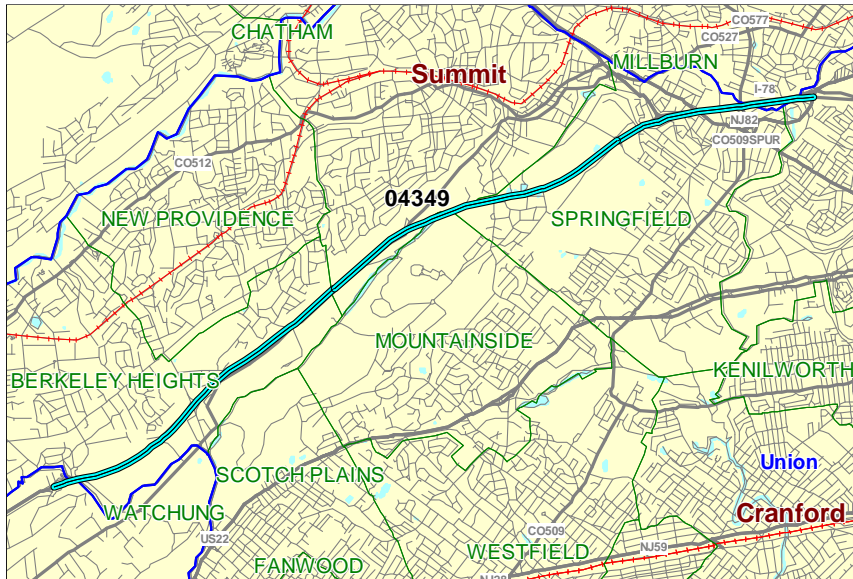 CO577
CHATHAM
CO527
MILLBURN
Summit
I-78
NJ82
CO509SPUR
CO512
04349
NEW PROVIDENCE
SPRINGFIELD
MOUNTAINSIDE
KENILWORTH
BERKELEY HEIGHTS
Union
SCOTCH PLAINS
WATCHUNG
Cranford
CO509
US22
NJ59
WESTFIELD
FANWOOD
NJ28